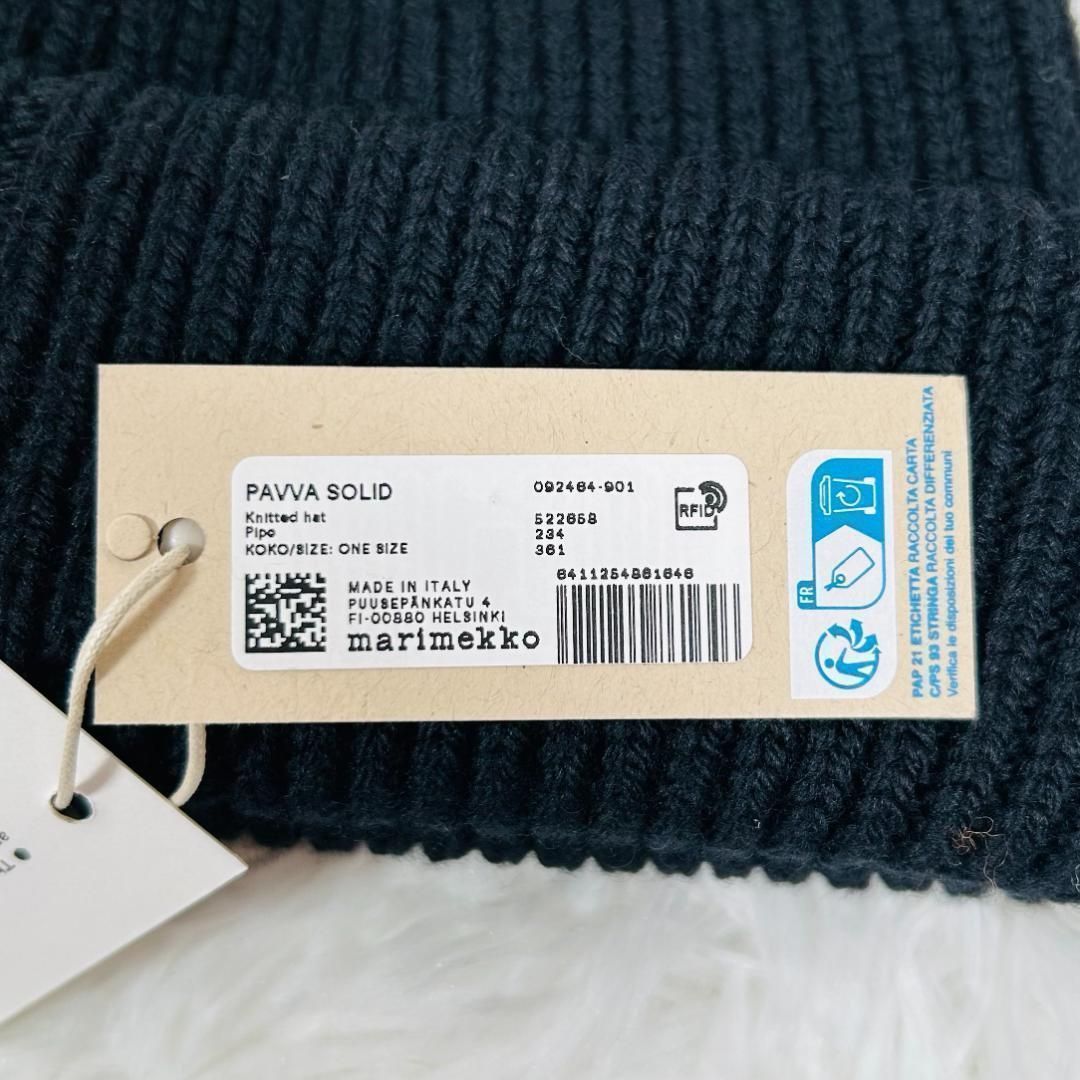 PAVVA SOLID
092464-901
Knitted hat
522658
Pipo
234
KOKO/SIZE: ONE SIZE
361
RFID
6411254861646
MADE IN ITALY
PUUSEPÄNKATU 4
FI-00880 HELSINKI
marimekko
FR
PAP 21 ETICHETTA RACCOLTA CARTA
C/PS 93 STRINGA RACCOLTA DIFFERENZIATA
Verifica le disposizioni del tuo comune